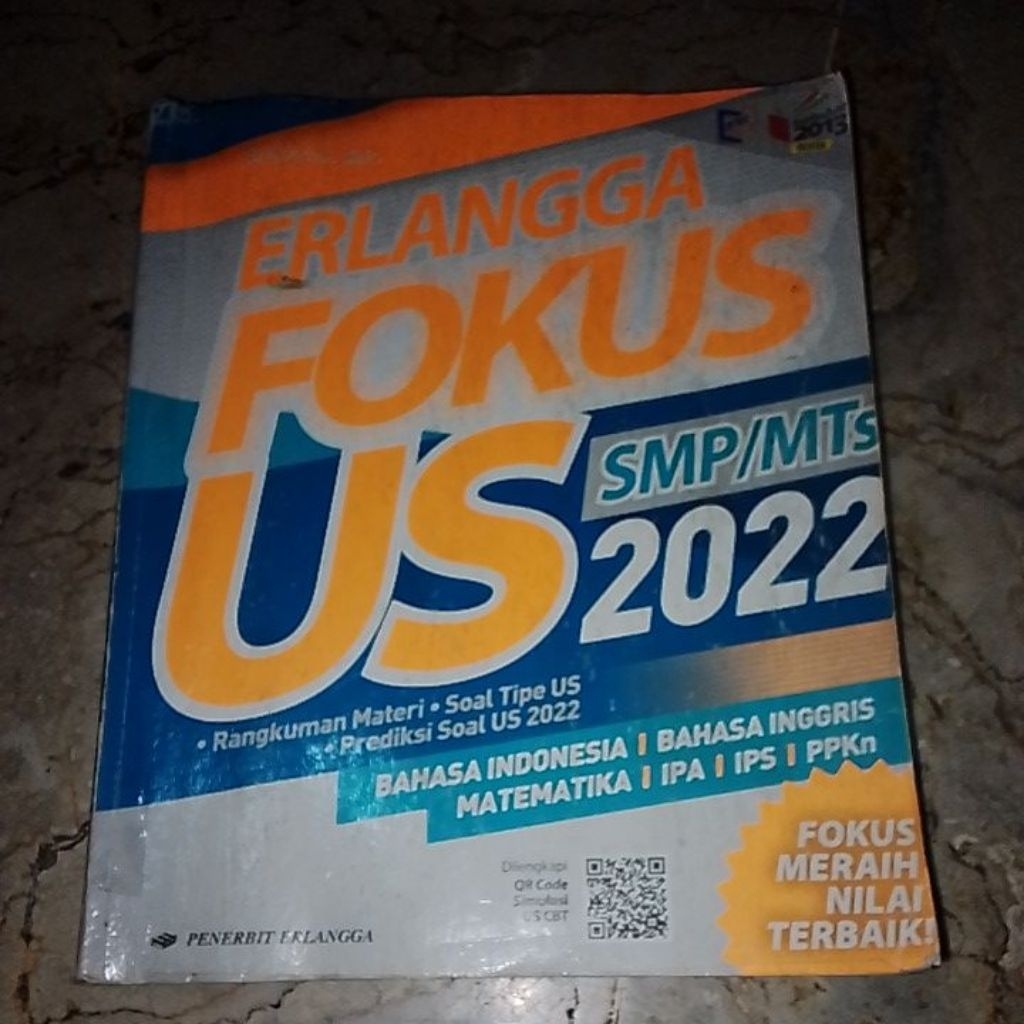 2013
ERLANGGA
FOKUS
US
SMP/MTs
2022
• Rangkuman Materi • Soal Tipe US
• Prediksi Soal US 2022
BAHASA INDONESIA | BAHASA INGGRIS
MATEMATIKA | IPA | IPS | PPKn
Dilengkapi
QR Code
Simulasi
US CBT
FOKUS
MERAIH
NILAI
TERBAIK!
PENERBIT ERLANGGA